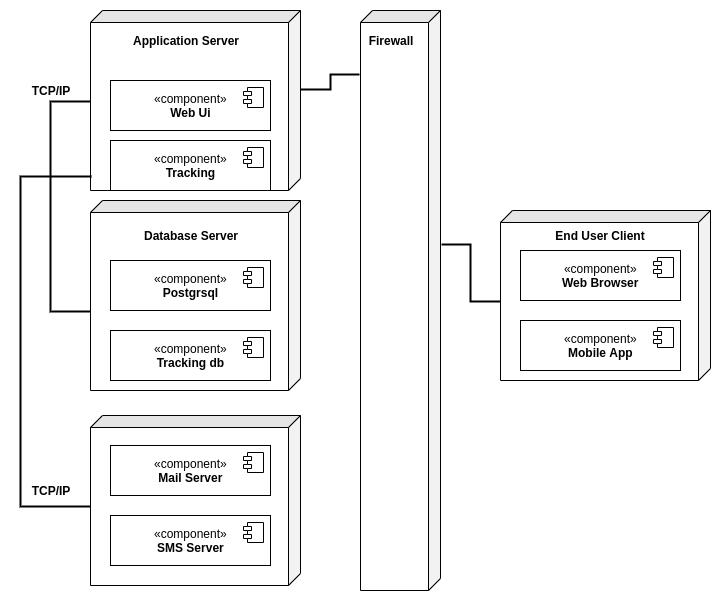 Application Server
TCP/IP
«component»
Web Ui
«component»
Tracking
Database Server
«component»
Postgrsql
«component»
Tracking db
TCP/IP
«component»
Mail Server
«component»
SMS Server
Firewall
End User Client
«component»
Web Browser
«component»
Mobile App